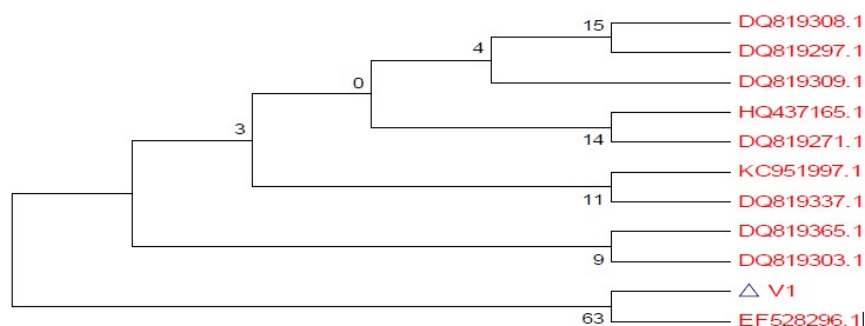 15
DQ819308.1
4
DQ819297.1
0
DQ819309.1
3
HQ437165.1
14
DQ819271.1
KC951997.1
11
DQ819337.1
DQ819365.1
9
DQ819303.1
V1
63
EF528296.1